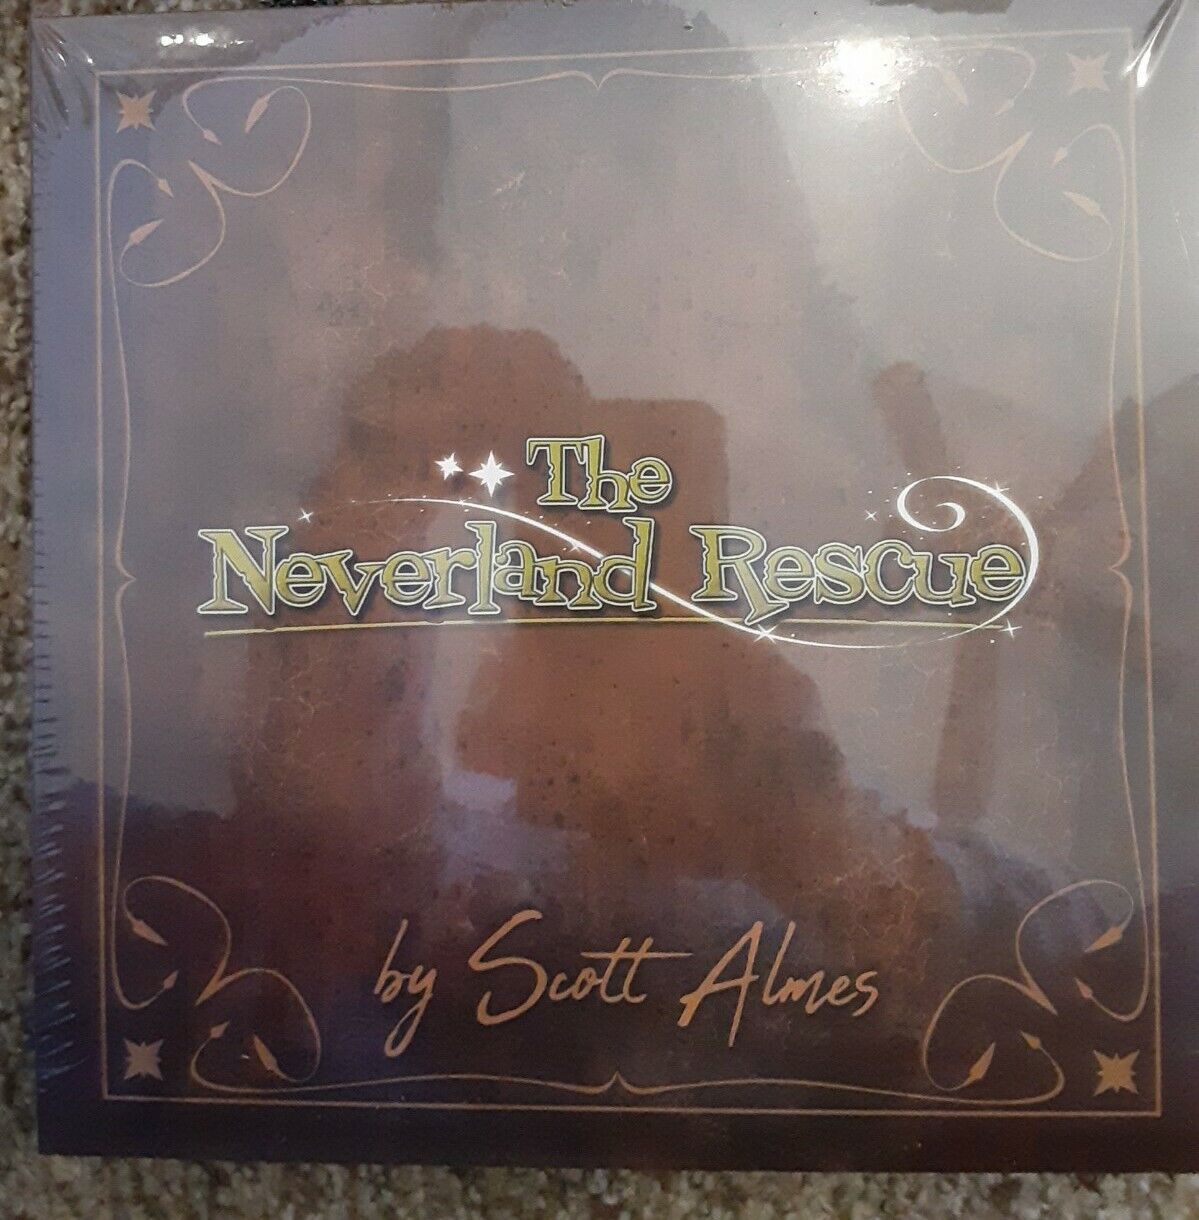 The
Neverland Rescue
by Scott Almes